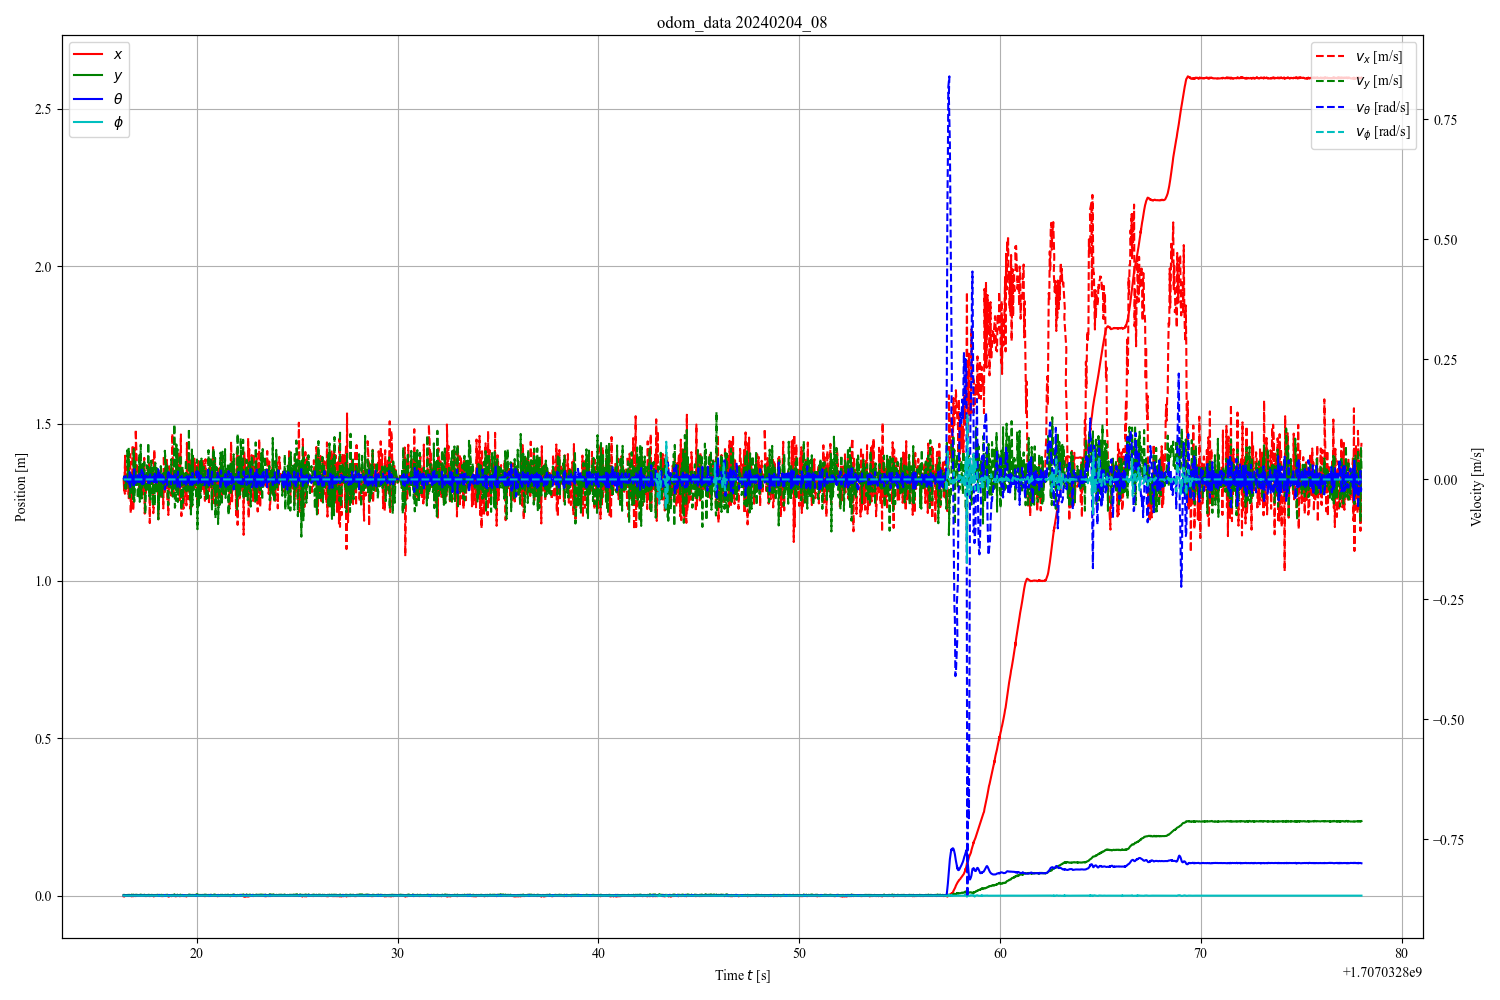 odom_data 20240204_08
x
y
θ
ϕ
v_x [m/s]
v_y [m/s]
v_θ [rad/s]
v_ϕ [rad/s]
Position [m]
2.5
2.0
1.5
1.0
0.5
0.0
0.75
0.50
0.25
0.00
−0.25
−0.50
−0.75
Velocity [m/s]
20 30 40 50 60 70 80
Time t [s]
+1.7070328e9